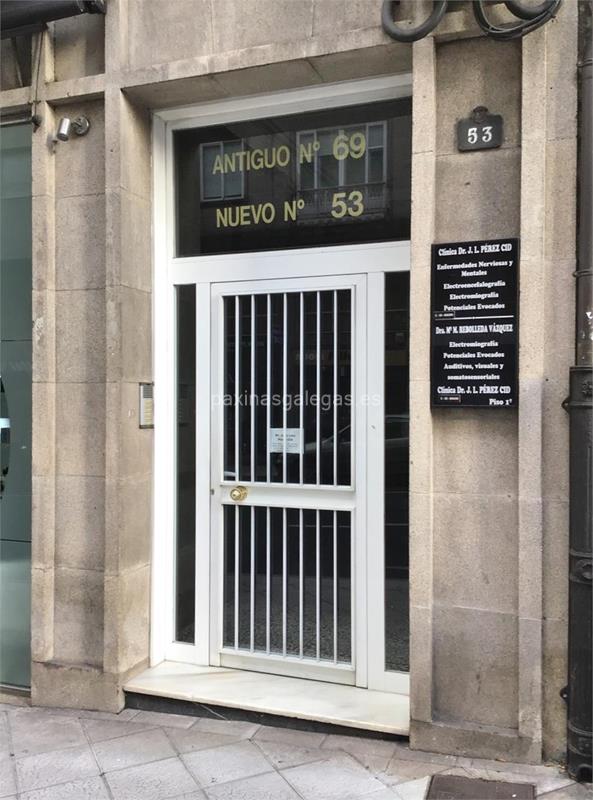 ANTIGUO Nº 69
NUEVO Nº 53
53
Clínica Dr. J. L. PÉREZ CID
Enfermedades Nerviosas y
Mentales
Electroencefalografía
Electromiografía
Potenciales Evocados
Dra. Mª M. REBOLLEDA VÁZQUEZ
Electromiografía
Potenciales Evocados
Auditivos, visuales y
somatosensoriales
Clínica Dr. J. L. PÉREZ CID
Piso 1º
paxinasgalegas.es